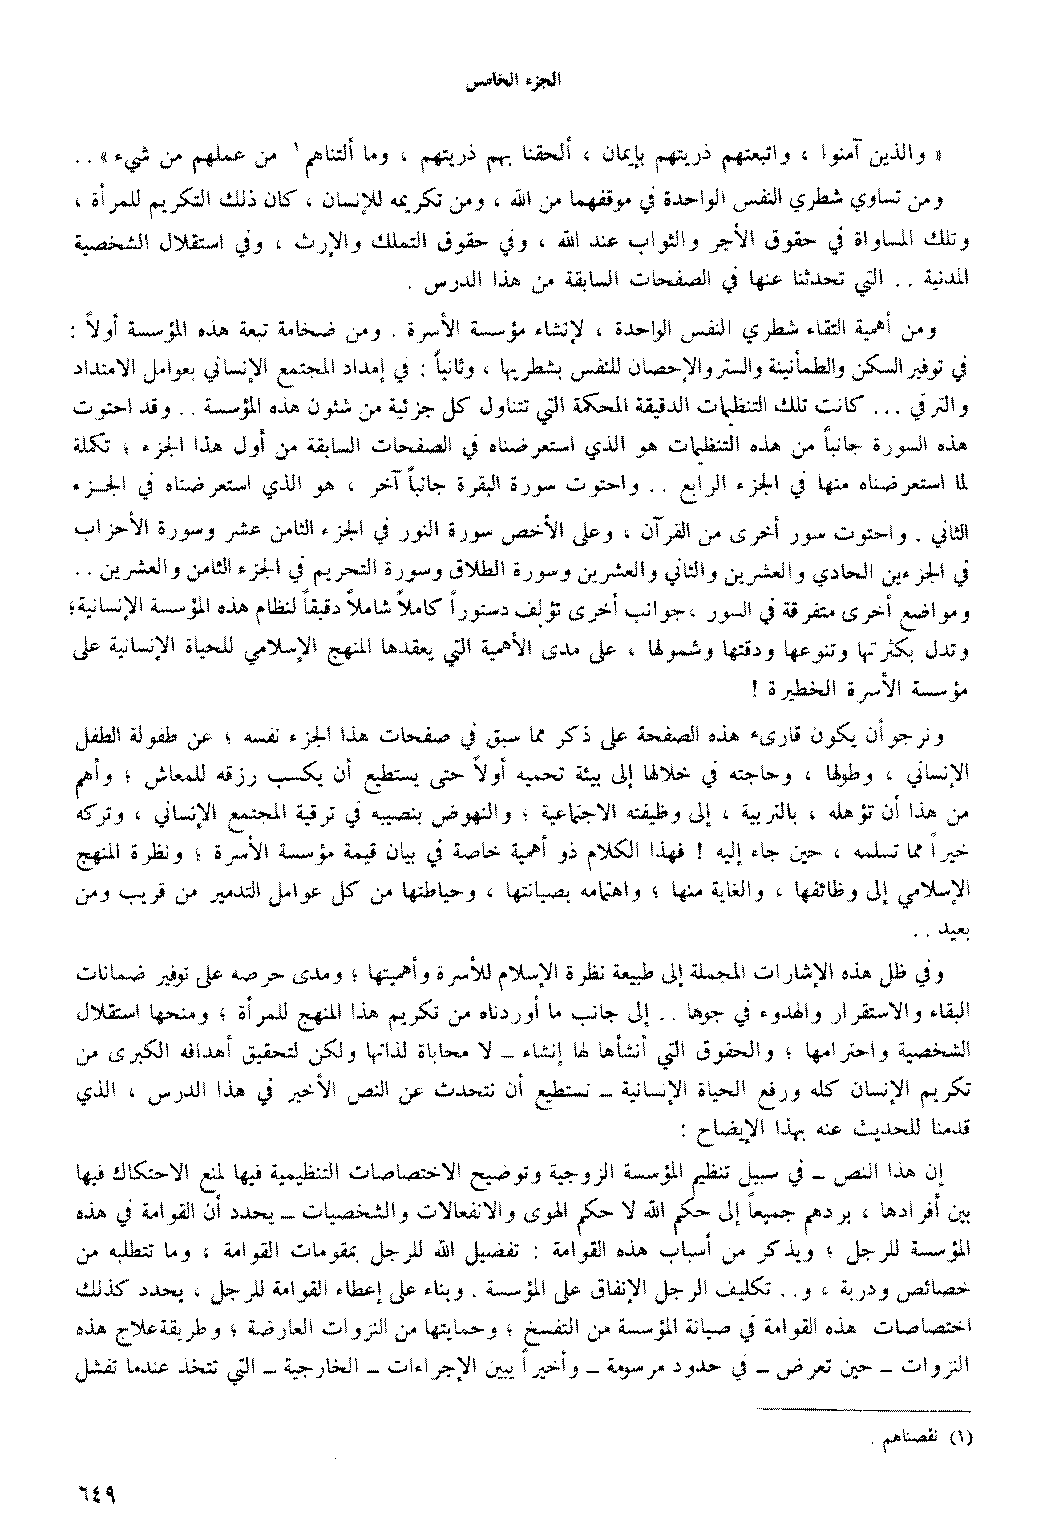 الجزء الخامس
« والذين آمنوا ، واتبعتهم ذريتهم بإيمان ، ألحقنا بهم ذريتهم ، وما ألتناهم ١ من عملهم من شيء » . .
ومن تساوي شطري النفس الواحدة في موقفهما من الله ، ومن تكريمه للإنسان ، كان ذلك التكريم للمرأة ،
وتلك المساواة في حقوق الأجر والثواب عند الله ، وفي حقوق التملك والإرث ، وفي استقلال الشخصية
المدنية . . التي تحدثنا عنها في الصفحات السابقة من هذا الدرس .
ومن أهمية التقاء شطري النفس الواحدة ، لإنشاء مؤسسة الأسرة . ومن ضخامة تبعة هذه المؤسسة أولاً :
في توفير السكن والطمأنينة والستر والإحصان للنفس بشطريها ، وثانياً : في إمداد المجتمع الإنساني بعوامل الامتداد
والترقي ... كانت تلك التنظيمات الدقيقة المحكمة التي تتناول كل جزئية من شئون هذه المؤسسة . . وقد احتوت
هذه السورة جانباً من هذه التنظيمات هو الذي استعرضناه في الصفحات السابقة من أول هذا الجزء ؛ تكملة
لما استعرضناه منها في الجزء الرابع . . واحتوت سورة البقرة جانباً آخر ، هو الذي استعرضناه في الجزء
الثاني . واحتوت سور أخرى من القرآن ، وعلى الأخص سورة النور في الجزء الثامن عشر وسورة الأحزاب
في الجزءين الحادي والعشرين والثاني والعشرين وسورة الطلاق وسورة التحريم في الجزء الثامن والعشرين . .
ومواضع أخرى متفرقة في السور ، جوانب أخرى تؤلف دستوراً كاملاً شاملاً دقيقاً لنظام هذه المؤسسة الإنسانية ؛
وتدل بكثرتها وتنوعها ودقتها وشمولها ، على مدى الأهمية التي يعقدها المنهج الإسلامي للحياة الإنسانية على
مؤسسة الأسرة الخطيرة !
ونرجو أن يكون قارىء هذه الصفحة على ذكر مما سبق في صفحات هذا الجزء نفسه ؛ عن طفولة الطفل
الإنساني ، وطولها ، وحاجته في خلالها إلى بيئة تحميه أولاً حتى يستطيع أن يكسب رزقه للمعاش ؛ وأهم
من هذا أن تؤهله ، بالتربية ، إلى وظيفته الاجتماعية ؛ والنهوض بنصيبه في ترقية المجتمع الإنساني ، وتركه
خيراً مما تسلمه ، حين جاء إليه ! فهذا الكلام ذو أهمية خاصة في بيان قيمة مؤسسة الأسرة ؛ ونظرة المنهج
الإسلامي إلى وظائفها ، والغاية منها ؛ واهتمامه بصيانتها ، وحياطتها من كل عوامل التدمير من قريب ومن
بعيد . .
وفي ظل هذه الإشارات المجملة إلى طبيعة نظرة الإسلام للأسرة وأهميتها ؛ ومدى حرصه على توفير ضمانات
البقاء والاستقرار والهدوء في جوها . . إلى جانب ما أوردناه من تكريم هذا المنهج للمرأة ؛ ومنحها استقلال
الشخصية واحترامها ؛ والحقوق التي أنشأها لها إنشاء – لا محاباة لذاتها ولكن لتحقيق أهدافه الكبرى من
تكريم الإنسان كله ورفع الحياة الإنسانية – نستطيع أن نتحدث عن النص الأخير في هذا الدرس ، الذي
قدمنا للحديث عنه بهذا الإيضاح :
إن هذا النص – في سبيل تنظيم المؤسسة الزوجية وتوضيح الاختصاصات التنظيمية فيها لمنع الاحتكاك فيها
بين أفرادها ، بردهم جميعاً إلى حكم الله لا حكم الهوى والانفعالات والشخصيات – يحدد أن القوامة في هذه
المؤسسة للرجل ؛ ويذكر من أسباب هذه القوامة : تفضيل الله للرجل بمقومات القوامة ، وما تتطلبه من
خصائص ودربة ، و . . تكليف الرجل الإنفاق على المؤسسة . وبناء على إعطاء القوامة للرجل ، يحدد كذلك
اختصاصات هذه القوامة في صيانة المؤسسة من التفسخ ؛ وحمايتها من النزوات العارضة ؛ وطريقة علاج هذه
النزوات – حين تعرض – في حدود مرسومة – وأخيراً يبين الإجراءات – الخارجية – التي تتخذ عندما تفشل
(١) نقصناهم .
٦٤٩